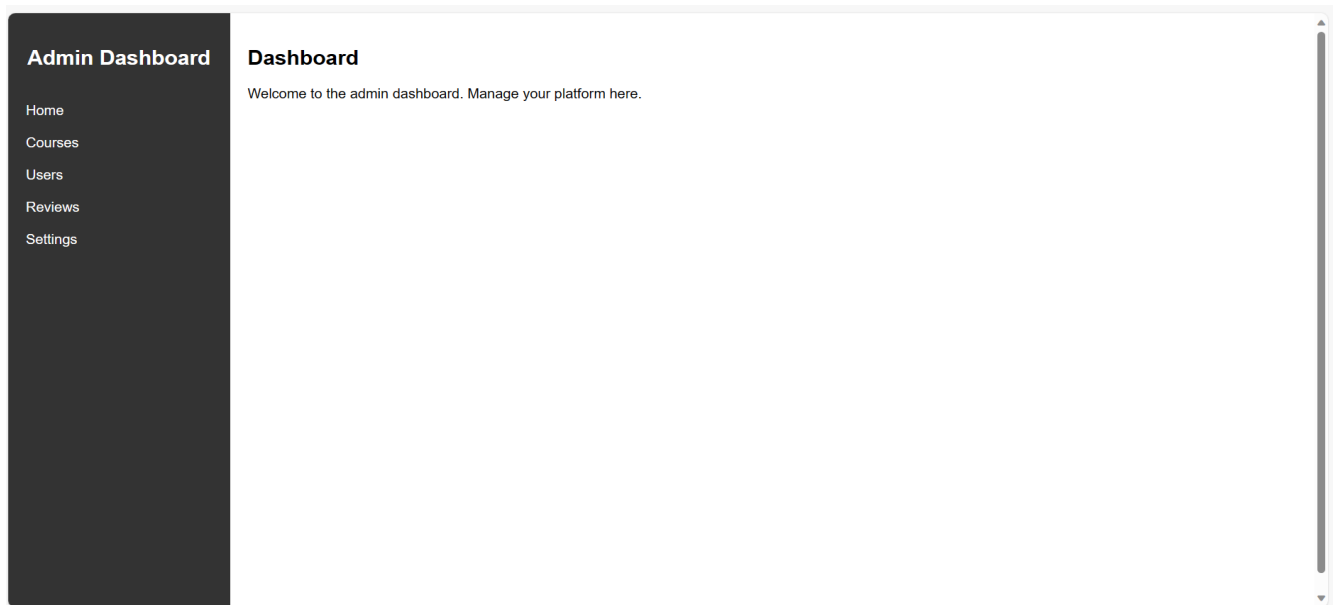 Admin Dashboard
Home
Courses
Users
Reviews
Settings
Dashboard
Welcome to the admin dashboard. Manage your platform here.